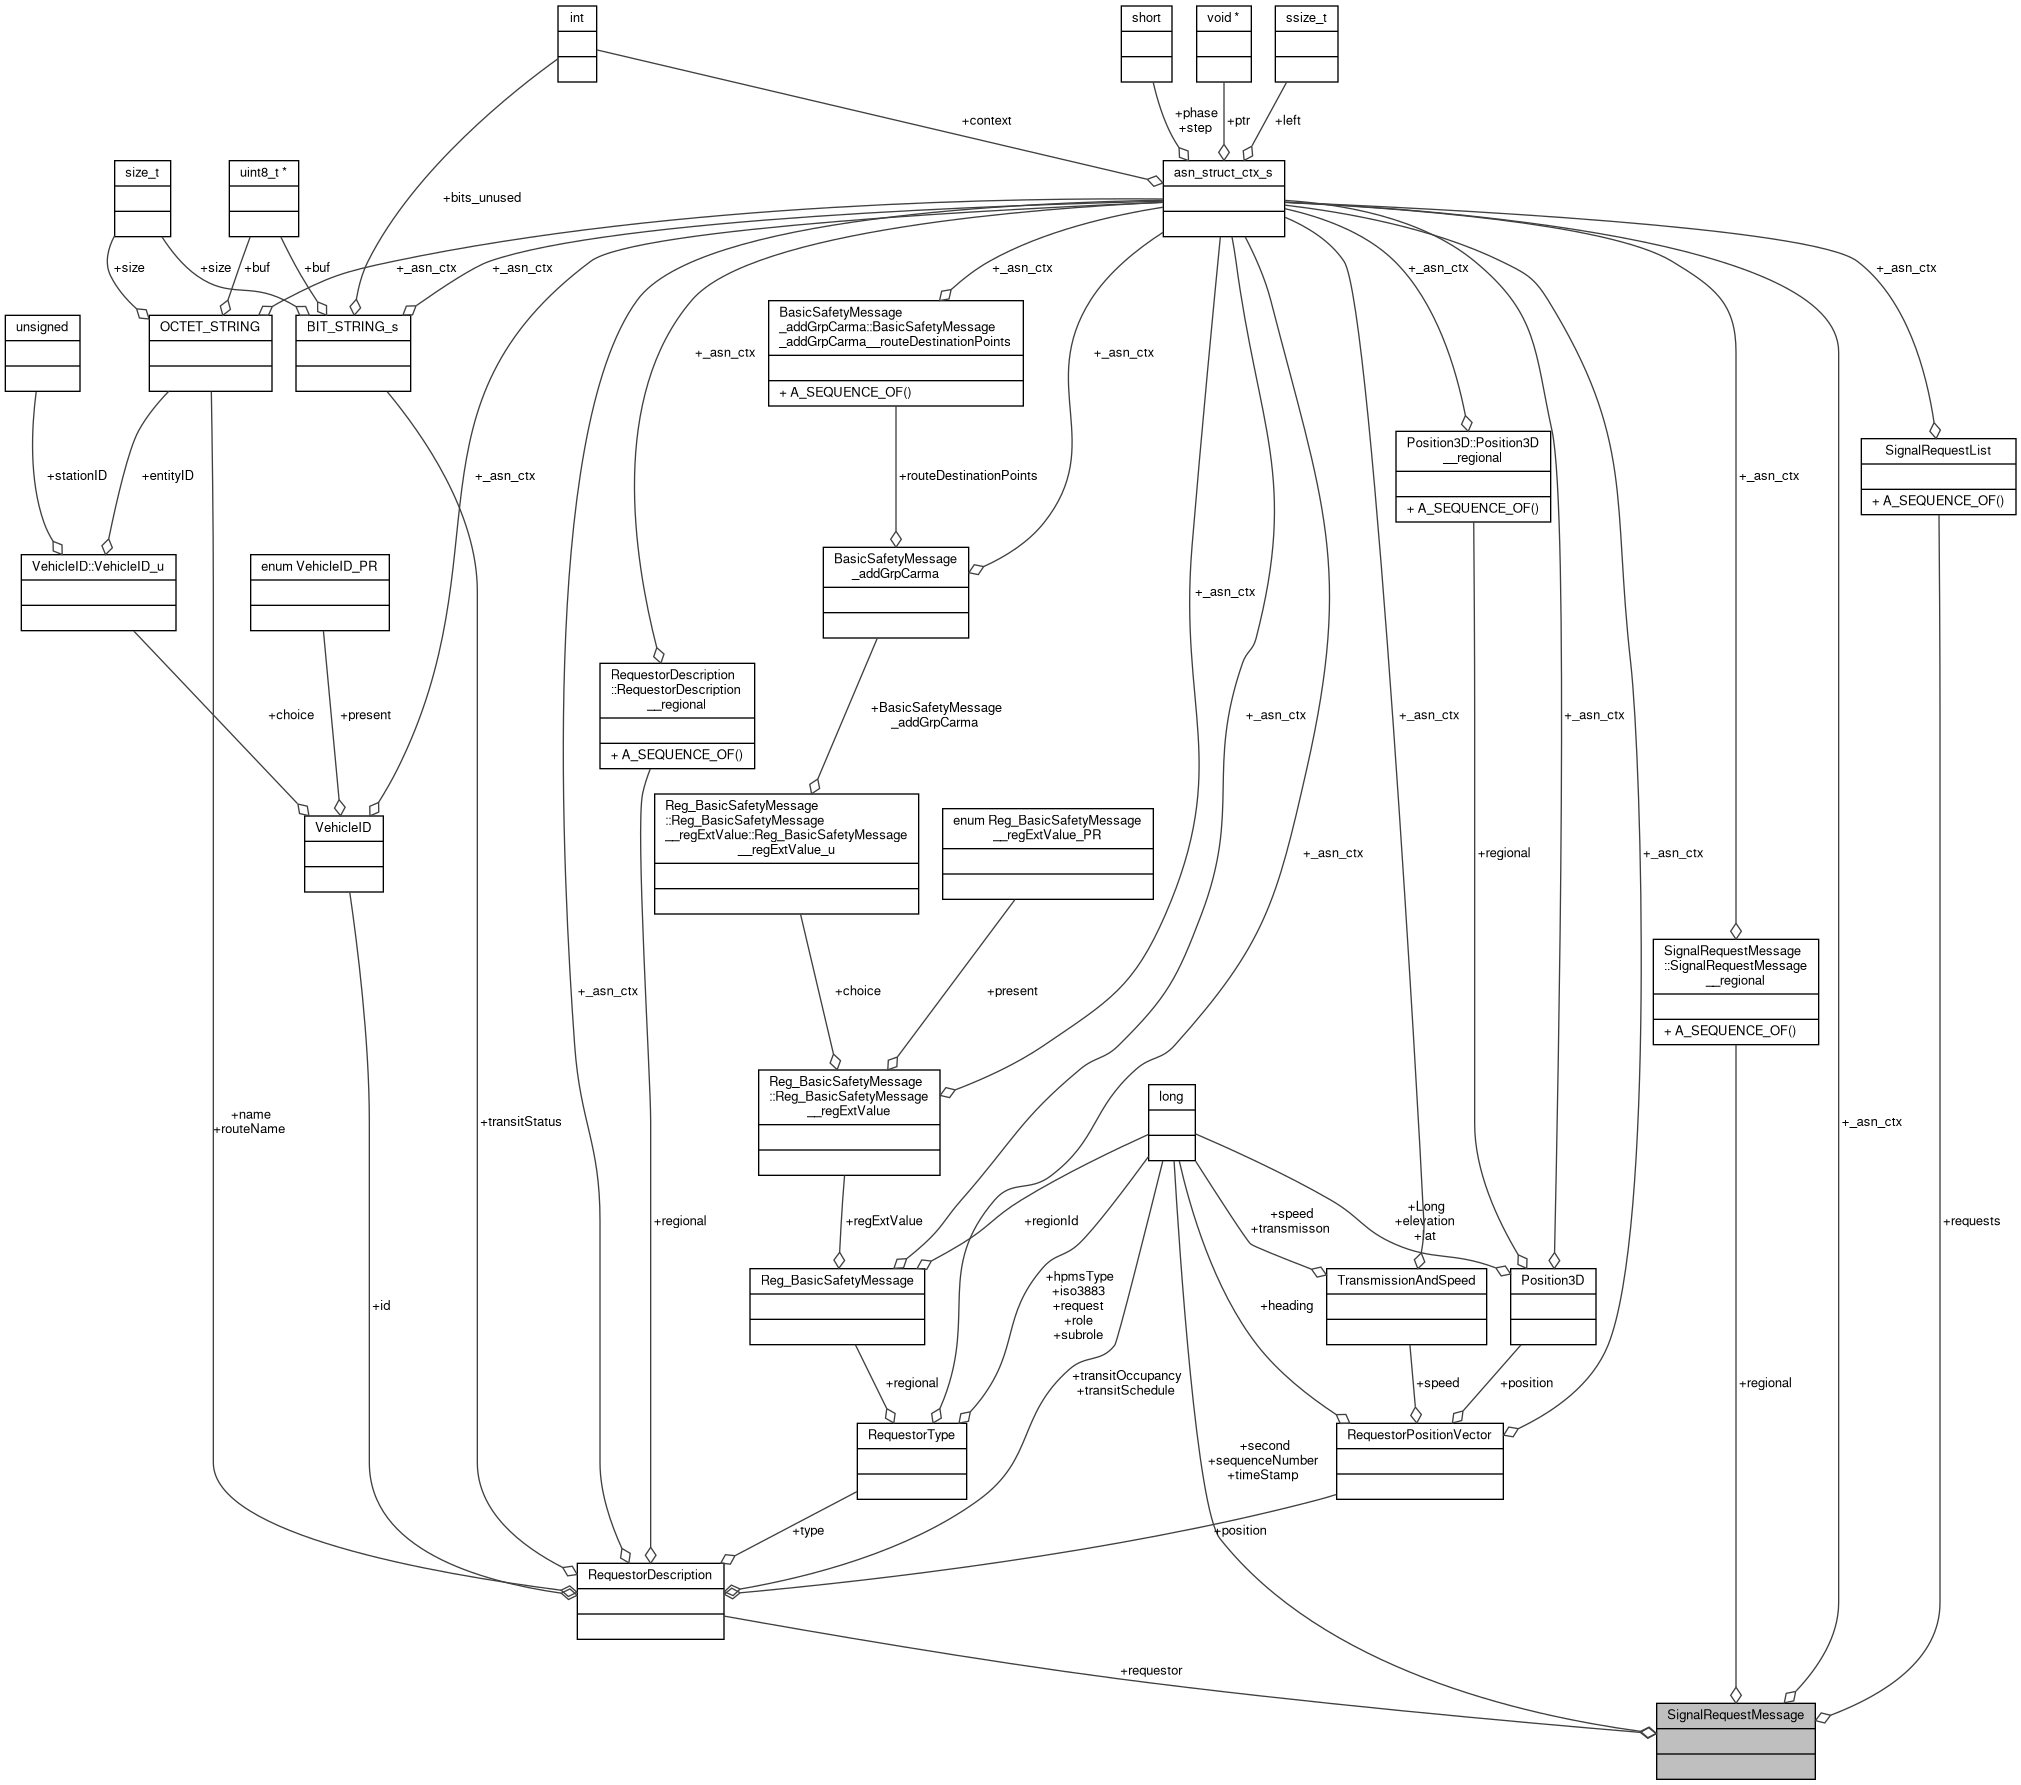 int
short
void *
ssize_t
+phase
+step
+ptr
+left
+context
size_t
uint8_t *
asn_struct_ctx_s
+bits_unused
+size
+size
+buf
+buf
+_asn_ctx
+_asn_ctx
+_asn_ctx
+_asn_ctx
+_asn_ctx
+_asn_ctx
unsigned
OCTET_STRING
BIT_STRING_s
BasicSafetyMessage
_addGrpCarma::BasicSafetyMessage
_addGrpCarma__routeDestinationPoints
+ A_SEQUENCE_OF()
+_asn_ctx
+_asn_ctx
Position3D::Position3D
__regional
+ A_SEQUENCE_OF()
SignalRequestList
+ A_SEQUENCE_OF()
+stationID
+entityID
+_asn_ctx
+routeDestinationPoints
+_asn_ctx
VehicleID::VehicleID_u
enum VehicleID_PR
BasicSafetyMessage
_addGrpCarma
+_asn_ctx
RequestorDescription
::RequestorDescription
__regional
+ A_SEQUENCE_OF()
+choice
+present
+BasicSafetyMessage
_addGrpCarma
+_asn_ctx
+_asn_ctx
+_asn_ctx
VehicleID
Reg_BasicSafetyMessage
::Reg_BasicSafetyMessage
__regExtValue::Reg_BasicSafetyMessage
__regExtValue_u
enum Reg_BasicSafetyMessage
__regExtValue_PR
+_asn_ctx
+regional
+_asn_ctx
SignalRequestMessage
::SignalRequestMessage
__regional
+ A_SEQUENCE_OF()
+_asn_ctx
+choice
+present
Reg_BasicSafetyMessage
::Reg_BasicSafetyMessage
__regExtValue
long
+name
+routeName
+transitStatus
+_asn_ctx
+regional
+regExtValue
+regionId
+speed
+transmisson
+Long
+elevation
+lat
+requests
Reg_BasicSafetyMessage
TransmissionAndSpeed
Position3D
+id
+hpmsType
+iso3883
+request
+role
+subrole
+heading
+regional
+transitOccupancy
+transitSchedule
+speed
+position
+regional
RequestorType
RequestorPositionVector
+second
+sequenceNumber
+timeStamp
+type
+position
RequestorDescription
+requestor
SignalRequestMessage